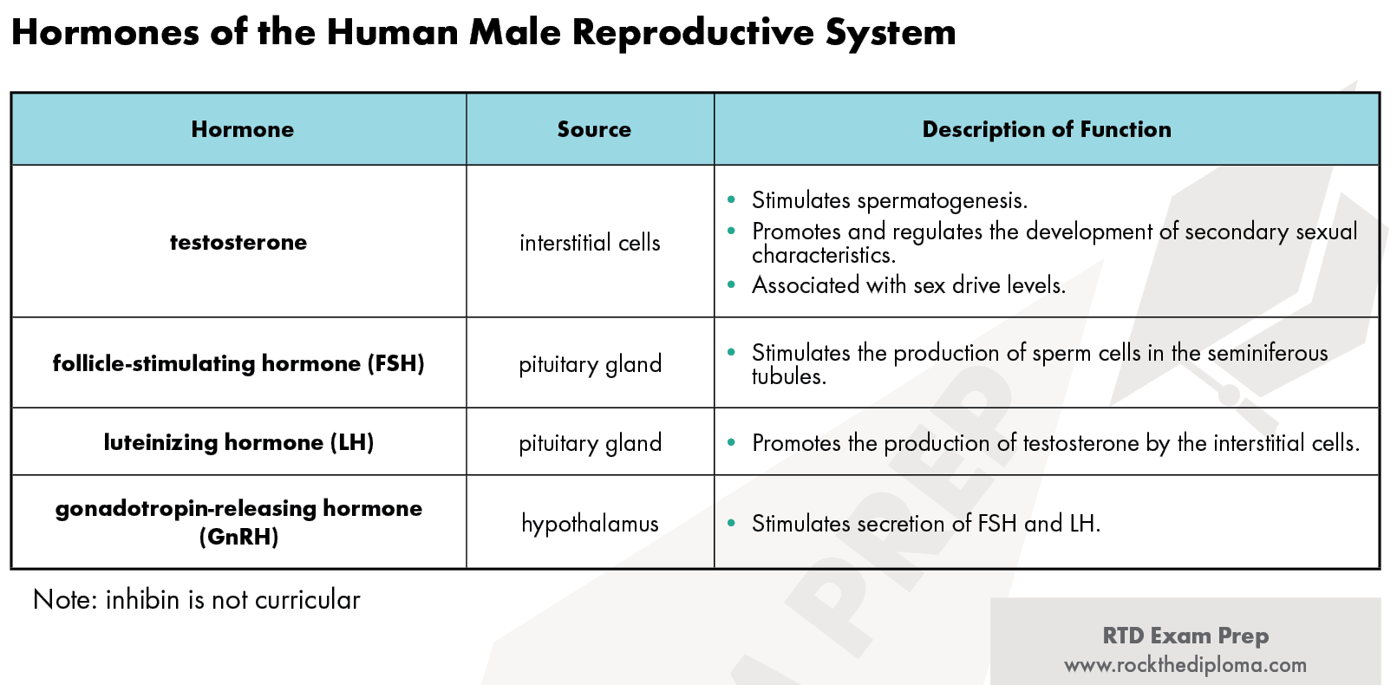 Hormones of the Human Male Reproductive System
Hormone
Source
Description of Function
testosterone
interstitial cells
• Stimulates spermatogenesis.
• Promotes and regulates the development of secondary sexual
characteristics.
• Associated with sex drive levels.
follicle-stimulating hormone (FSH)
pituitary gland
• Stimulates the production of sperm cells in the seminiferous
tubules.
luteinizing hormone (LH)
pituitary gland
• Promotes the production of testosterone by the interstitial cells.
gonadotropin-releasing hormone
(GnRH)
hypothalamus
• Stimulates secretion of FSH and LH.
Note: inhibin is not curricular
PREP
RTD Exam Prep
www.rockthediploma.com